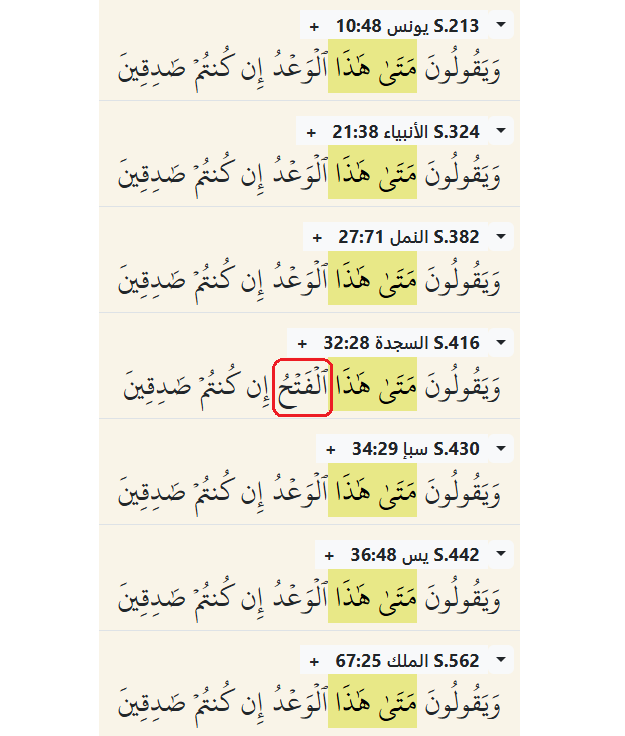 S.213 يونس 10:48 +
وَيَقُولُونَ مَتَىٰ هَٰذَا ٱلْوَعْدُ إِن كُنتُمْ صَٰدِقِينَ
S.324 الأنبياء 21:38 +
وَيَقُولُونَ مَتَىٰ هَٰذَا ٱلْوَعْدُ إِن كُنتُمْ صَٰدِقِينَ
S.382 النمل 27:71 +
وَيَقُولُونَ مَتَىٰ هَٰذَا ٱلْوَعْدُ إِن كُنتُمْ صَٰدِقِينَ
S.416 السجدة 32:28 +
وَيَقُولُونَ مَتَىٰ هَٰذَا ٱلْفَتْحُ إِن كُنتُمْ صَٰدِقِينَ
S.430 سبإ 34:29 +
وَيَقُولُونَ مَتَىٰ هَٰذَا ٱلْوَعْدُ إِن كُنتُمْ صَٰدِقِينَ
S.442 يس 36:48 +
وَيَقُولُونَ مَتَىٰ هَٰذَا ٱلْوَعْدُ إِن كُنتُمْ صَٰدِقِينَ
S.562 الملك 67:25 +
وَيَقُولُونَ مَتَىٰ هَٰذَا ٱلْوَعْدُ إِن كُنتُمْ صَٰدِقِينَ